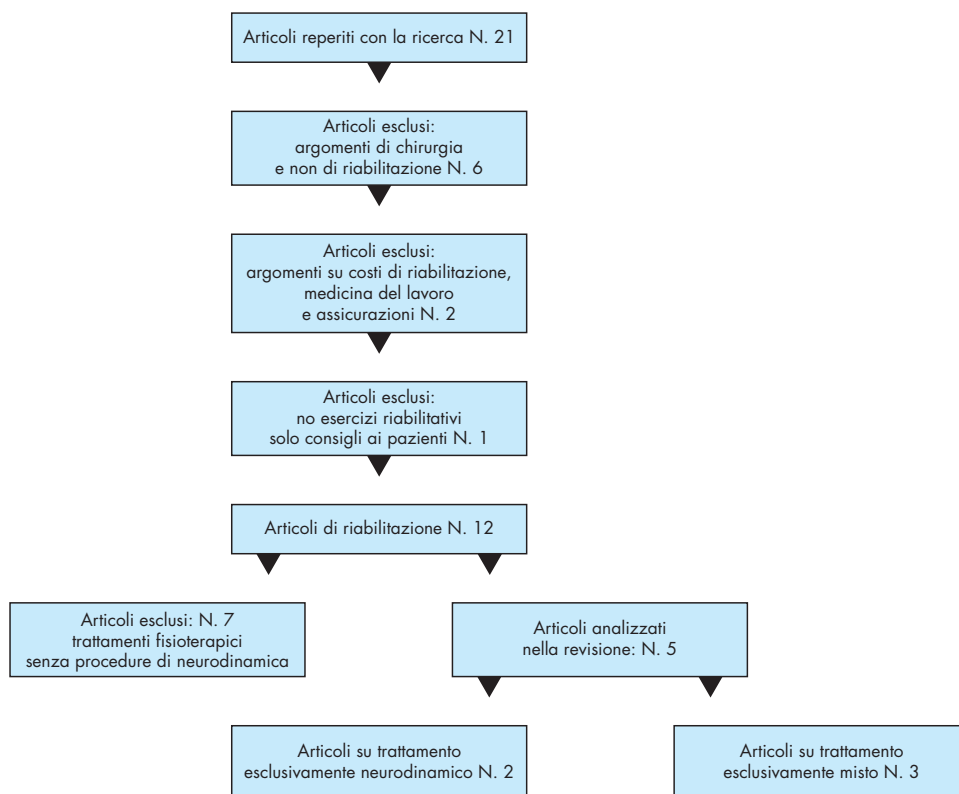 Articoli reperiti con la ricerca N. 21
Articoli esclusi:
argomenti di chirurgia
e non di riabilitazione N. 6
Articoli esclusi:
argomenti su costi di riabilitazione,
medicina del lavoro
e assicurazioni N. 2
Articoli esclusi:
no esercizi riabilitativi
solo consigli ai pazienti N. 1
Articoli di riabilitazione N. 12
Articoli esclusi: N. 7
trattamenti fisioterapici
senza procedure di neurodinamica
Articoli analizzati
nella revisione: N. 5
Articoli su trattamento
esclusivamente neurodinamico N. 2
Articoli su trattamento
esclusivamente misto N. 3